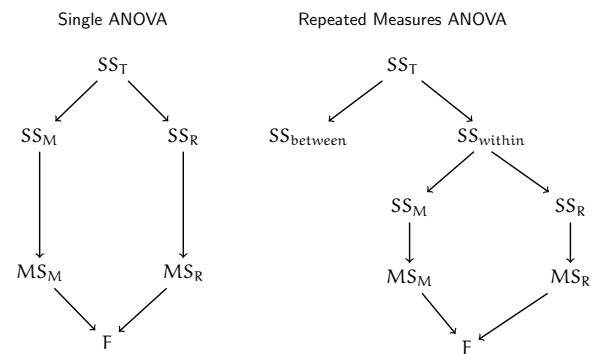 Single ANOVA
Repeated Measures ANOVA
SS_T
SS_T
SS_M
SS_R
SS_between
SS_within
SS_M
SS_R
MS_M
MS_R
MS_M
MS_R
F
F